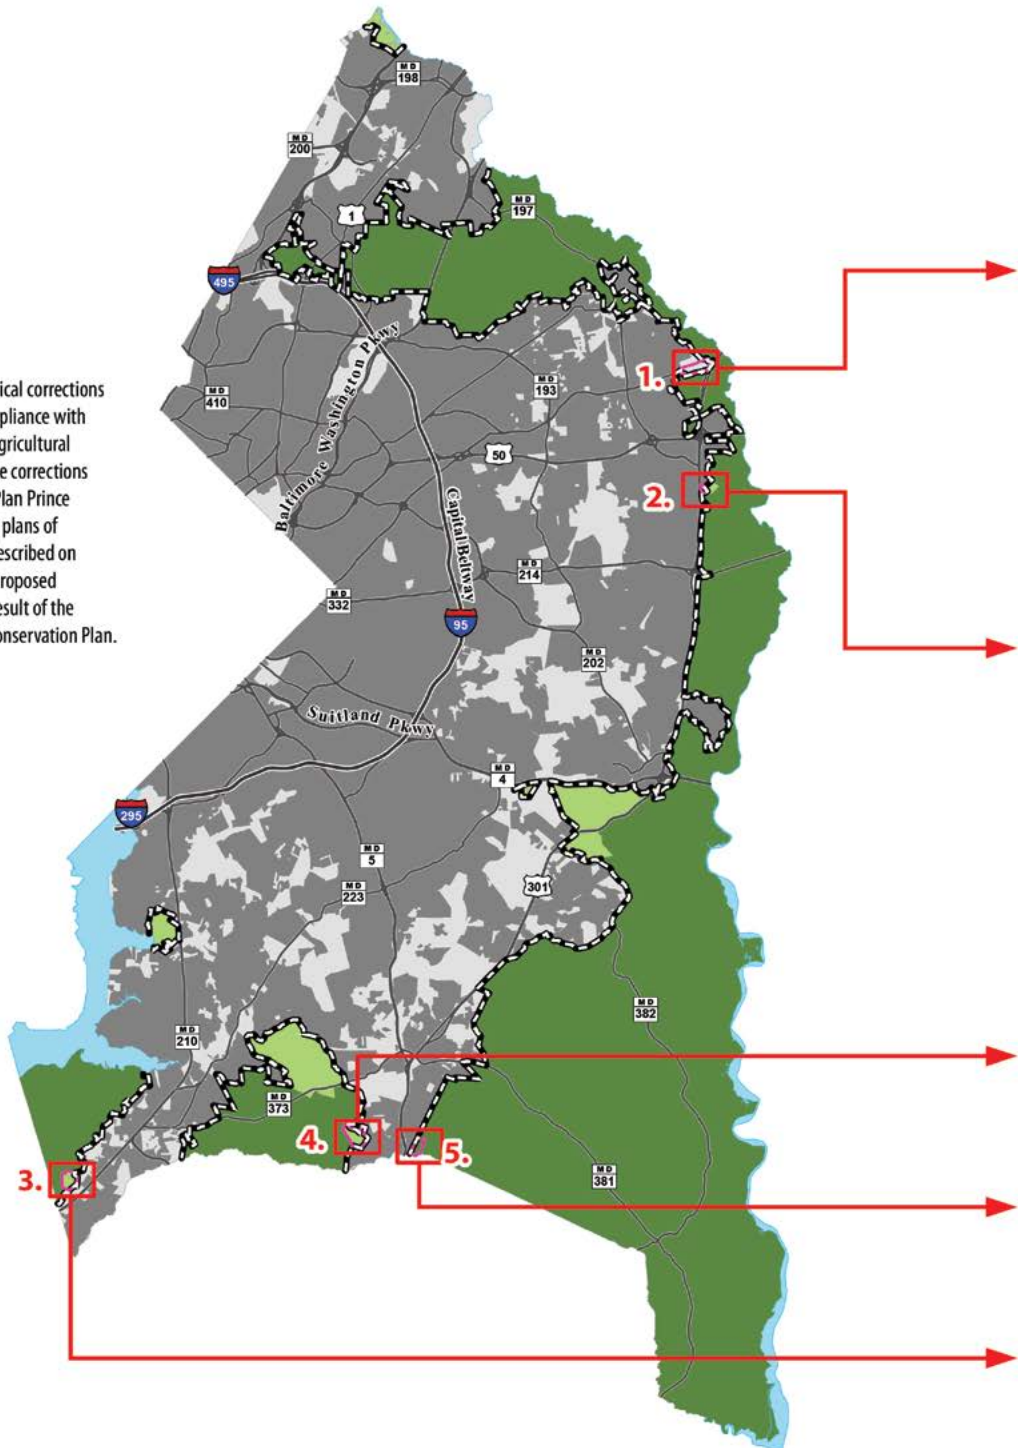 MD
198
MD
200
1
MD
197
495
Baltimore Washington Pkwy
MD
410
MD
193
1.
50
2.
Capital Beltway
MD
214
MD
332
95
MD
202
ical corrections
pliance with
gricultural
e corrections
Plan Prince
plans of
escribed on
roposed
esult of the
onservation Plan.
Suitland Pkwy
MD
4
295
MD
5
MD
223
301
MD
382
MD
210
MD
373
4.
5.
3.
MD
381